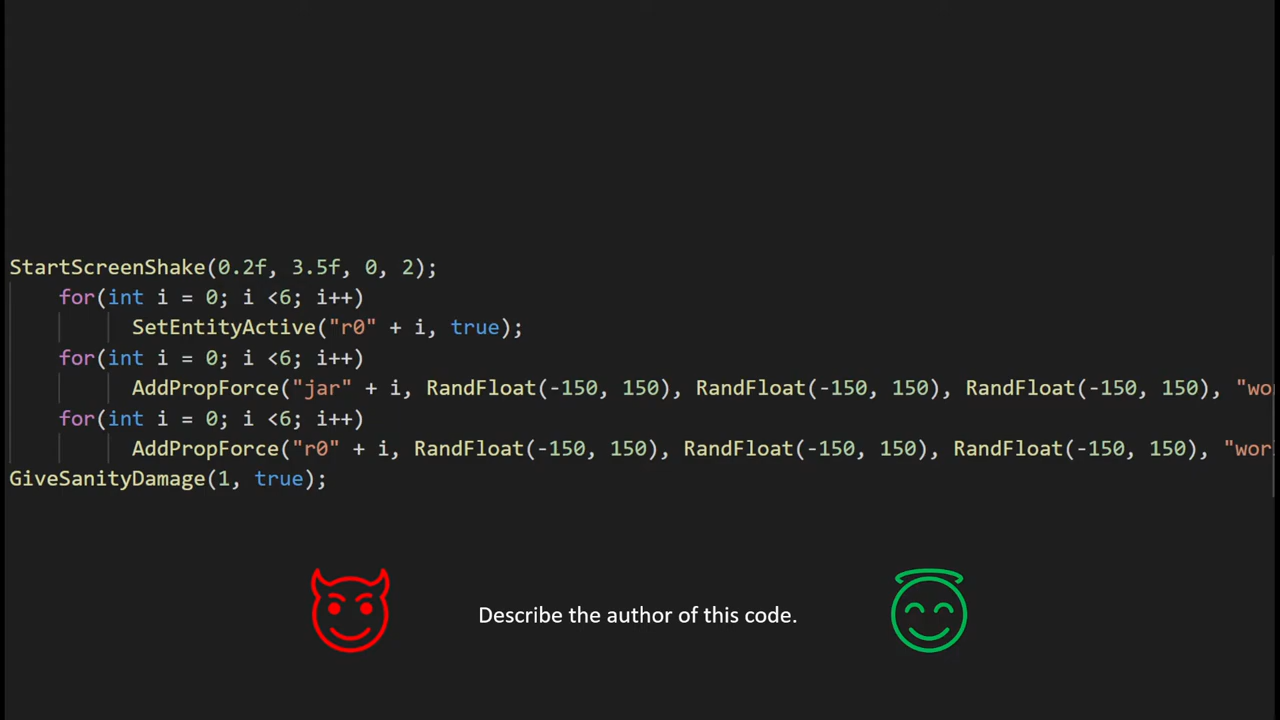 StartScreenShake(0.2f, 3.5f, 0, 2);
for(int i = 0; i <6; i++)
SetEntityActive("r0" + i, true);
for(int i = 0; i <6; i++)
AddPropForce("jar" + i, RandFloat(-150, 150), RandFloat(-150, 150), RandFloat(-150, 150), "wo
for(int i = 0; i <6; i++)
AddPropForce("r0" + i, RandFloat(-150, 150), RandFloat(-150, 150), RandFloat(-150, 150), "wor
GiveSanityDamage(1, true);
Describe the author of this code.